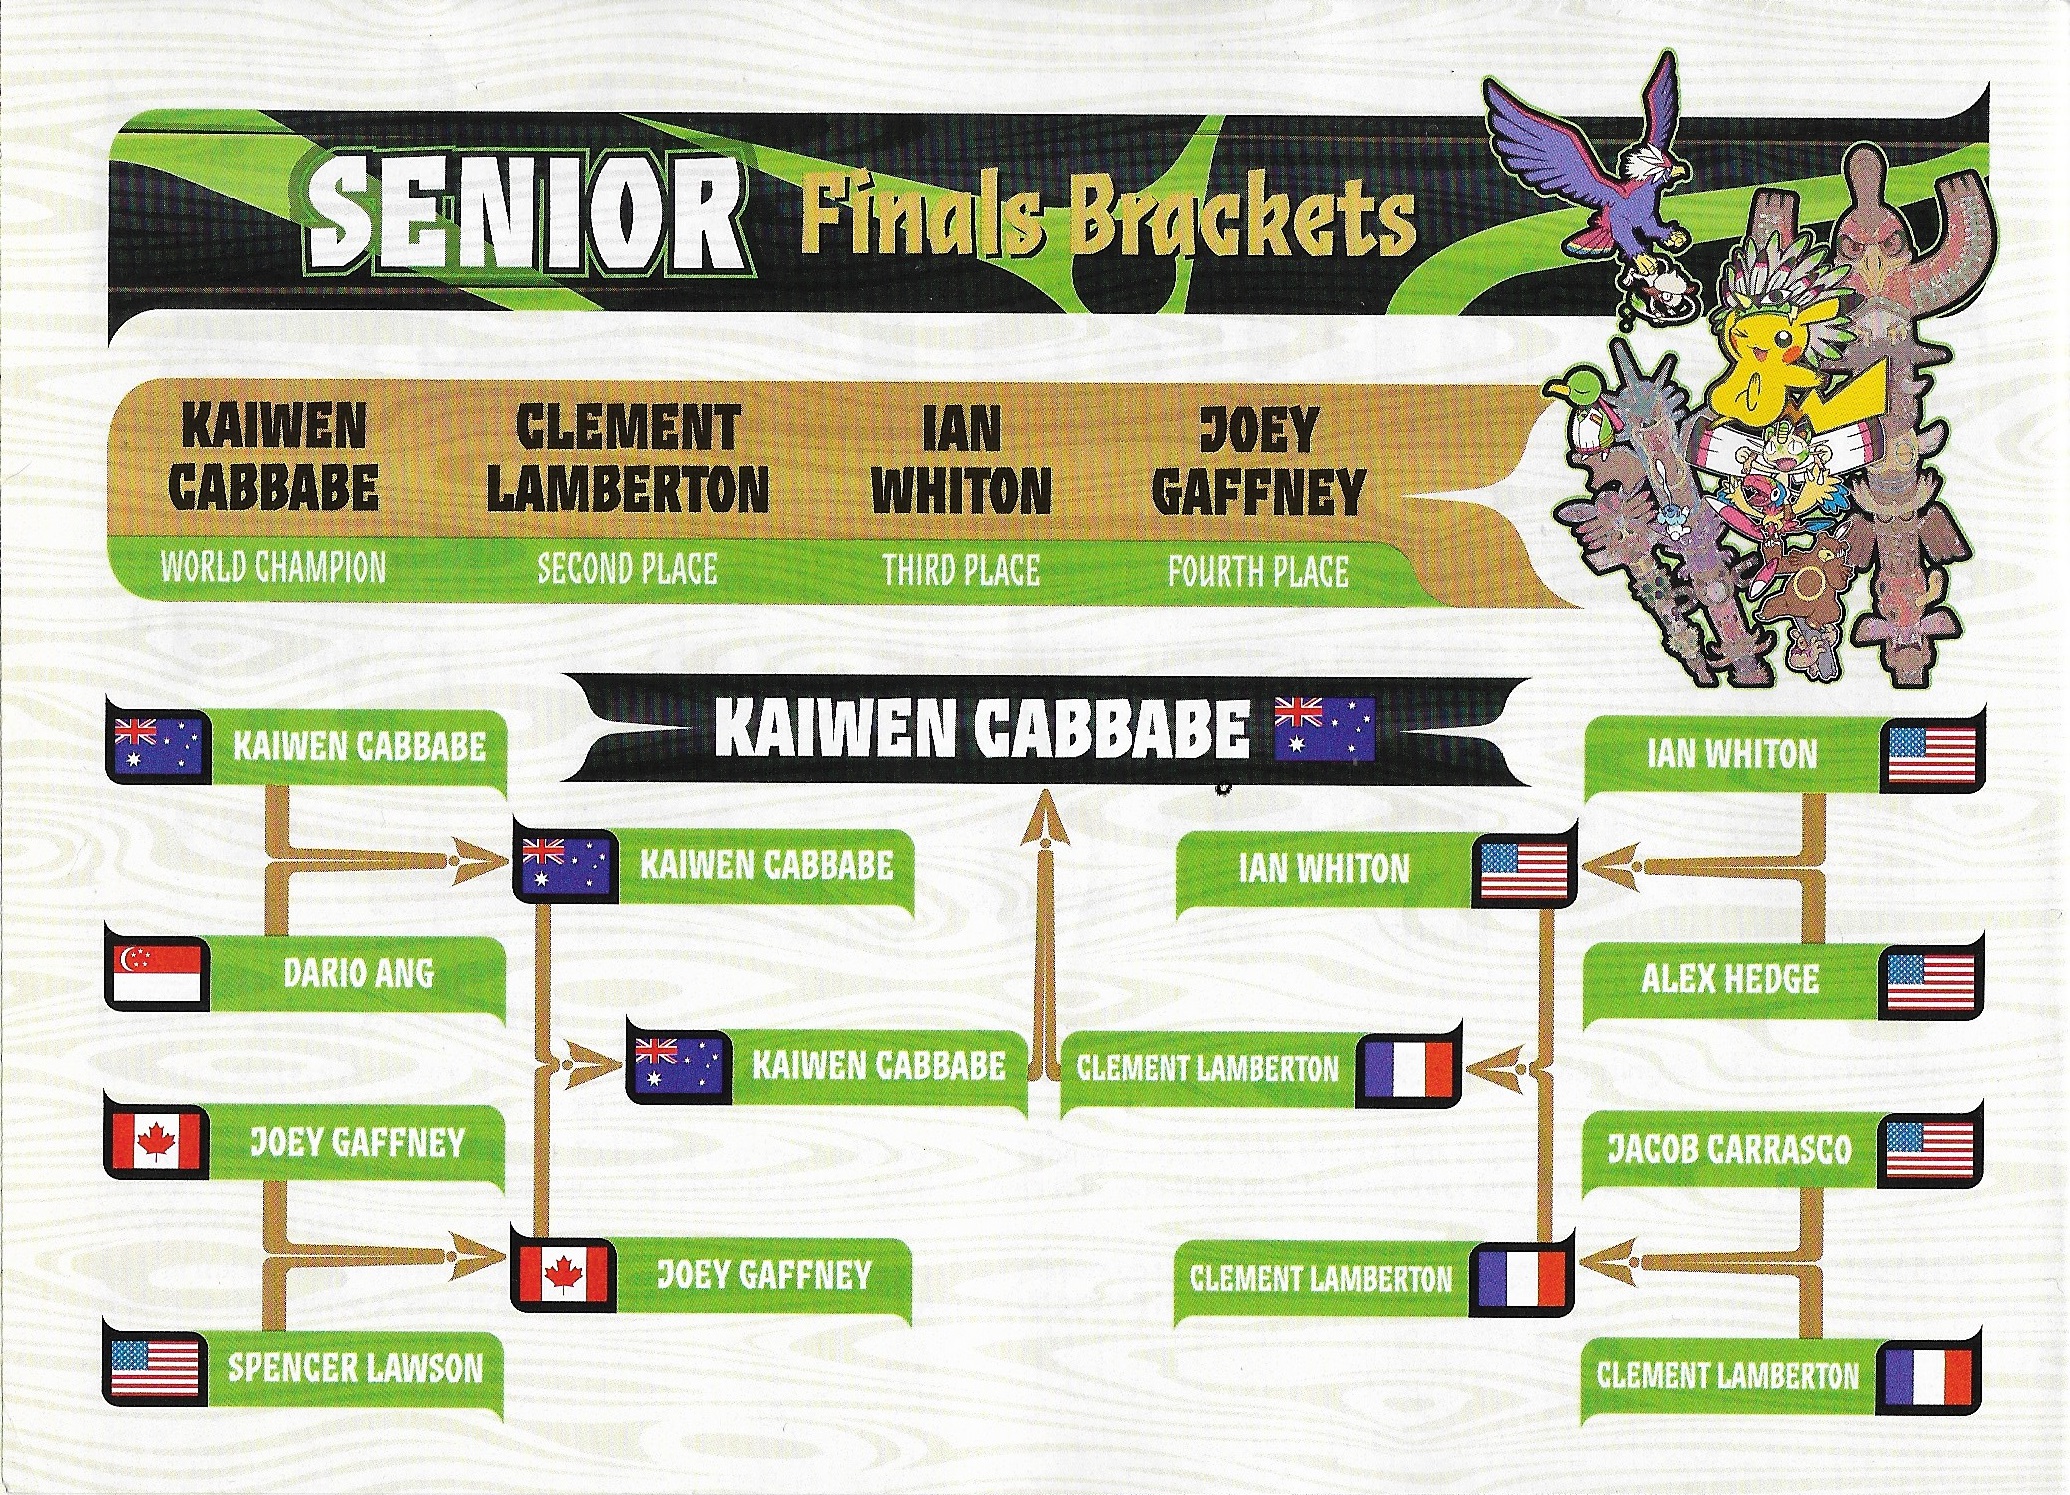 SENIOR Finals Brackets
KAIWEN
CABBABE
WORLD CHAMPION
CLEMENT
LAMBERTON
SECOND PLACE
IAN
WHITON
THIRD PLACE
JOEY
GAFFNEY
FOURTH PLACE
KAIWEN CABBABE
KAIWEN CABBABE
DARIO ANG
JOEY GAFFNEY
SPENCER LAWSON
KAIWEN CABBABE
JOEY GAFFNEY
KAIWEN CABBABE
CLEMENT LAMBERTON
IAN WHITON
CLEMENT LAMBERTON
IAN WHITON
ALEX HEDGE
JACOB CARRASCO
CLEMENT LAMBERTON